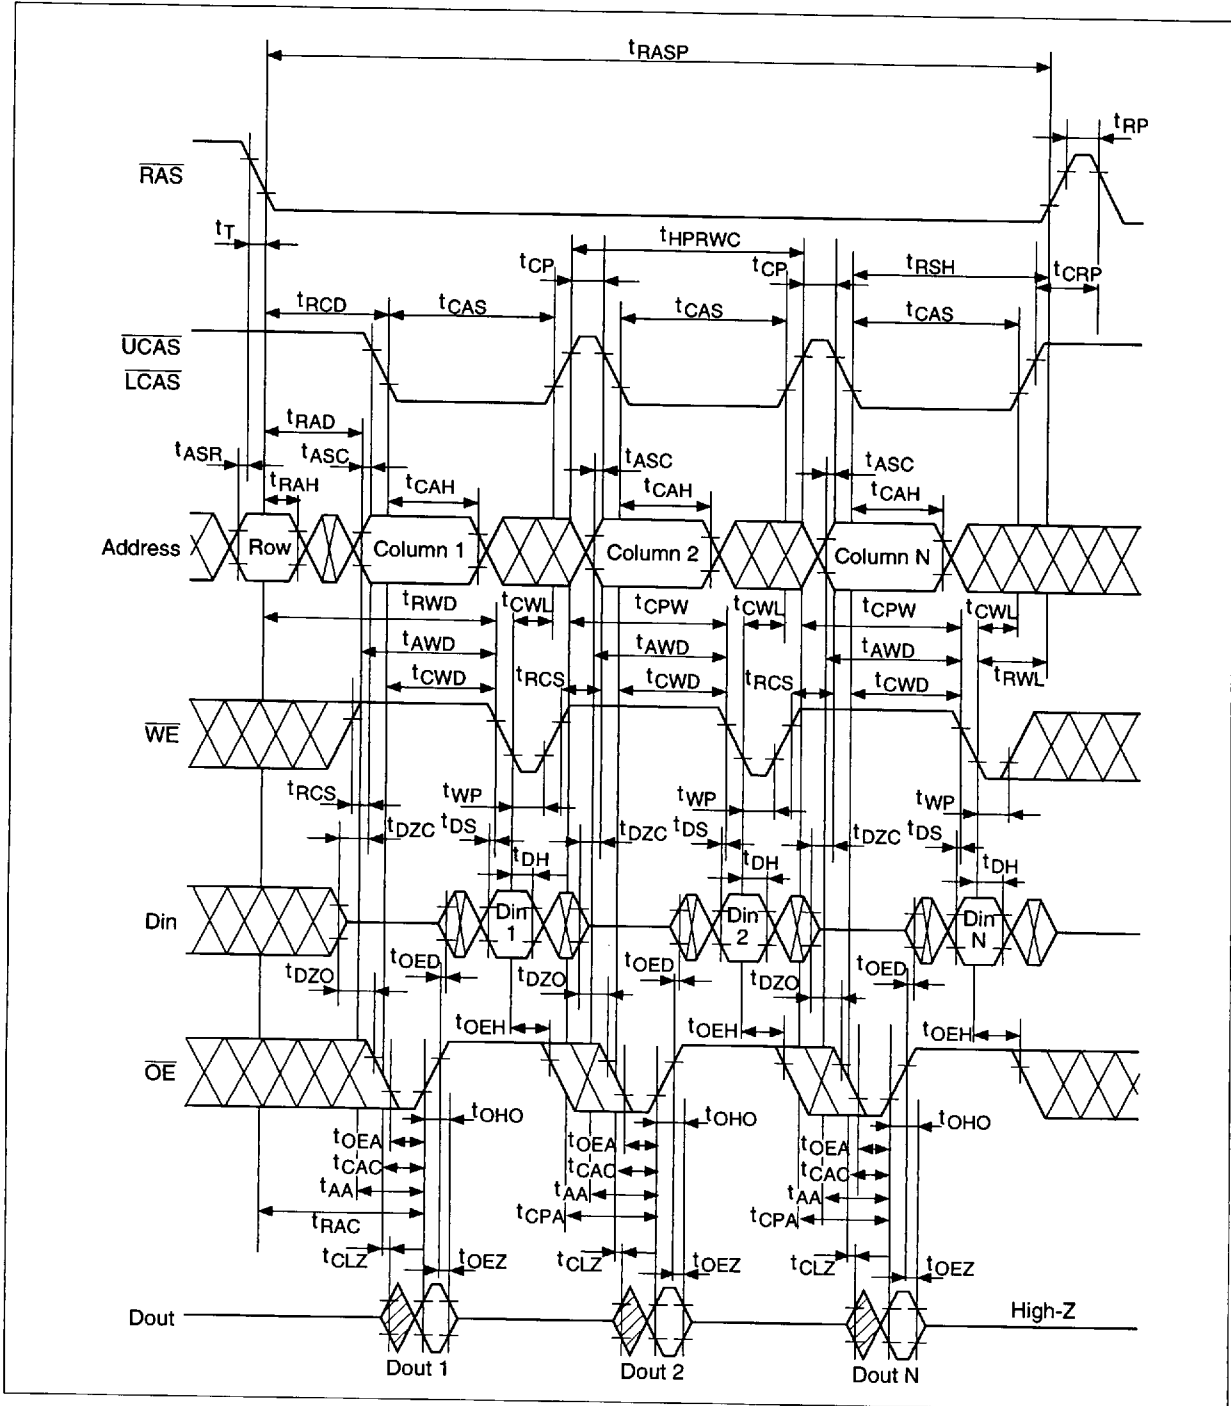 tRASP
tRP
RAS
tT
tHPRWC
tCP
tCP
tRSH
tCRP
tRCD
tCAS
tCAS
tCAS
UCAS
LCAS
tRAD
tASR
tASC
tASC
tASC
tRAH
tCAH
tCAH
tCAH
Address
Row
Column 1
Column 2
Column N
tRWD
tCWL
tCPW
tCWL
tCPW
tCWL
tAWD
tAWD
tAWD
tCWD
tRCS
tCWD
tRCS
tCWD
tRWL
WE
tRCS
tWP
tWP
tWP
tDZC
tDS
tDZC
tDS
tDZC
tDS
tDH
tDH
tDH
Din
Din 1
Din 2
Din N
tDZO
tOED
tDZO
tOED
tDZO
tOED
tOEH
tOEH
tOEH
OE
tOHO
tOHO
tOHO
tOEA
tOEA
tOEA
tCAC
tCAC
tCAC
tAA
tAA
tAA
tRAC
tCPA
tCPA
tCLZ
tOEZ
tCLZ
tOEZ
tCLZ
tOEZ
Dout
High-Z
Dout 1
Dout 2
Dout N